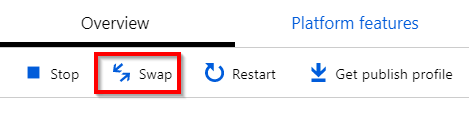 Overview Platform features
Stop Swap Restart Get publish profile